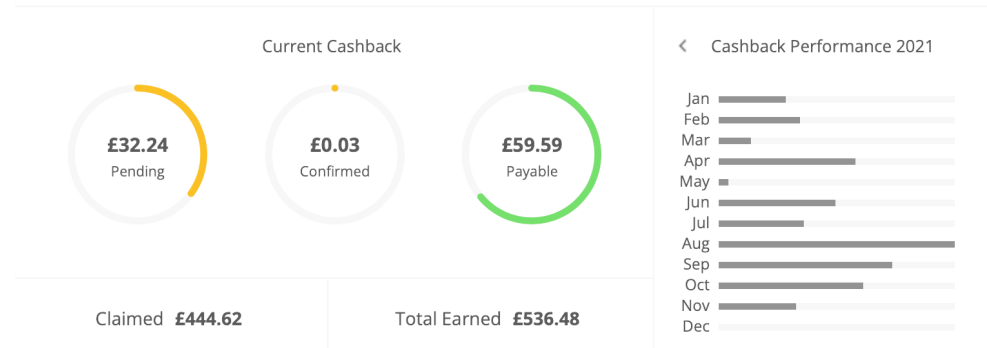 Current Cashback
£32.24
Pending
£0.03
Confirmed
£59.59
Payable
Claimed £444.62
Total Earned £536.48
Cashback Performance 2021
Jan
Feb
Mar
Apr
May
Jun
Jul
Aug
Sep
Oct
Nov
Dec